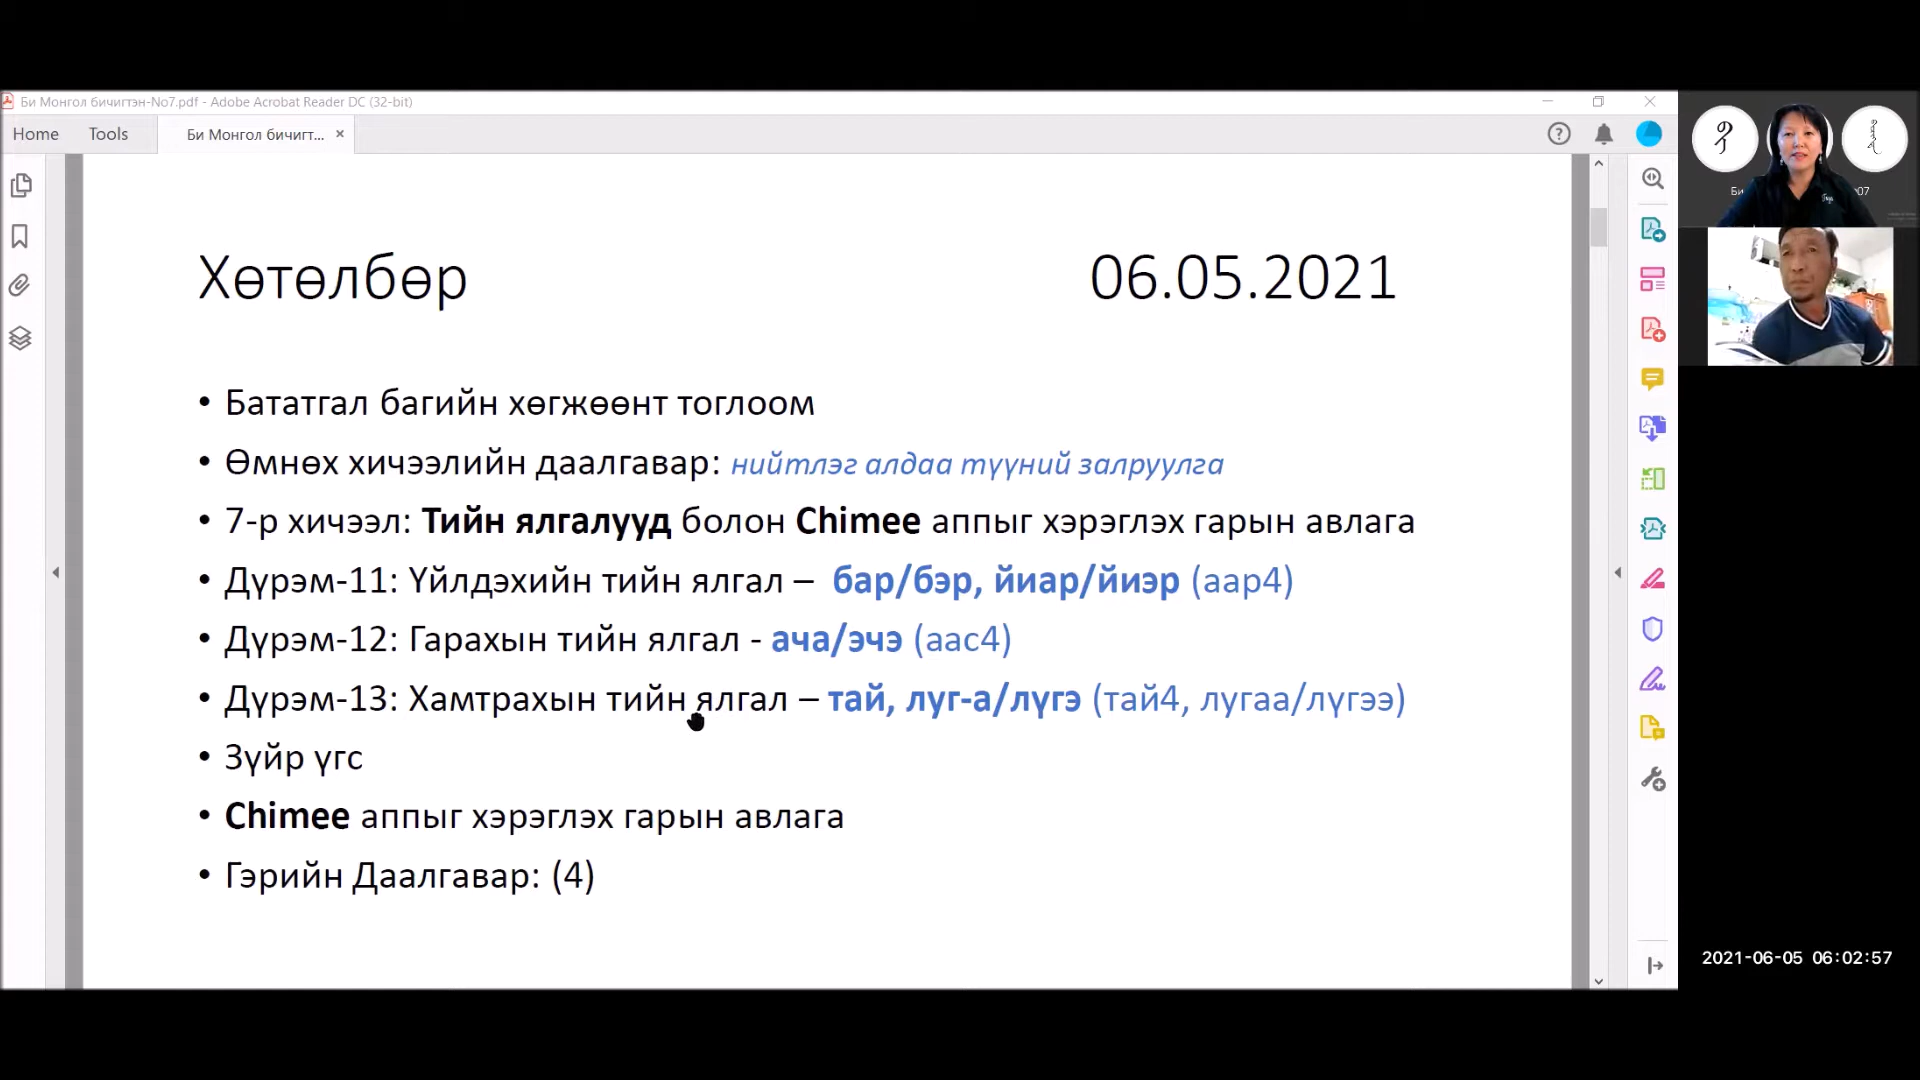 Би Монгол бичигтэн-No7.pdf - Adobe Acrobat Reader DC (32-bit)
Home Tools Би Монгол бичигт... ×
Хөтөлбөр 06.05.2021
• Бататгал багийн хөгжөөнт тоглоом
• Өмнөх хичээлийн даалгавар: нийтлэг алдаа түүний залруулга
• 7-р хичээл: Тийн ялгалууд болон Chimee аппыг хэрэглэх гарын авлага
• Дүрэм-11: Үйлдэхийн тийн ялгал – бар/бэр, йиар/йиэр (аар4)
• Дүрэм-12: Гарахын тийн ялгал - ача/эчэ (аас4)
• Дүрэм-13: Хамтрахын тийн ялгал – тай, луг-а/лүгэ (тай4, лугаа/лүгээ)
• Зүйр үгс
• Chimee аппыг хэрэглэх гарын авлага
• Гэрийн Даалгавар: (4)
2021-06-05 06:02:57